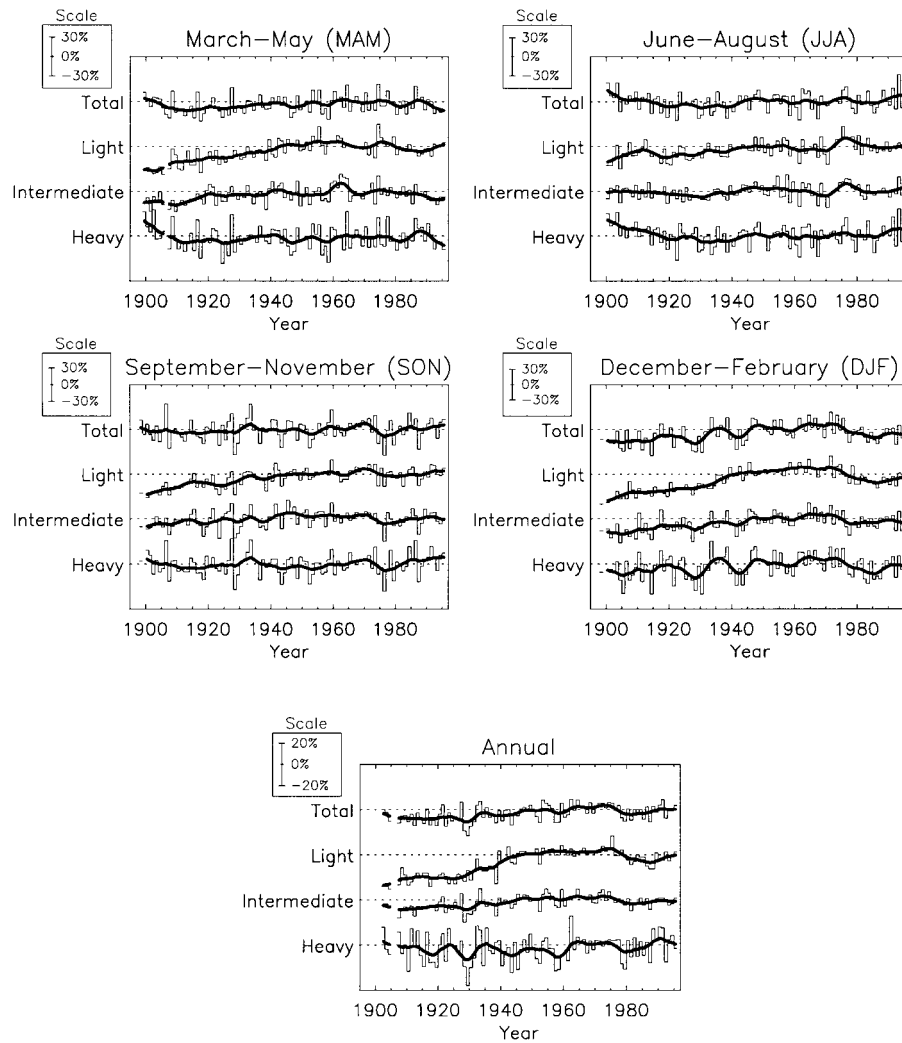 Scale
30%
0%
−30%
March−May (MAM)
Total
Light
Intermediate
Heavy
1900 1920 1940 1960 1980
Year
Scale
30%
0%
−30%
June−August (JJA)
Total
Light
Intermediate
Heavy
1900 1920 1940 1960 1980
Year
Scale
30%
0%
−30%
September−November (SON)
Total
Light
Intermediate
Heavy
1900 1920 1940 1960 1980
Year
Scale
30%
0%
−30%
December−February (DJF)
Total
Light
Intermediate
Heavy
1900 1920 1940 1960 1980
Year
Scale
20%
0%
−20%
Annual
Total
Light
Intermediate
Heavy
1900 1920 1940 1960 1980
Year